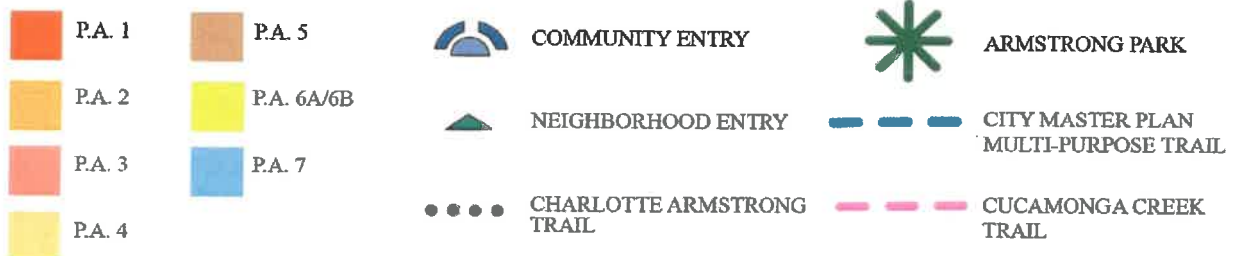 P.A. 1
P.A. 2
P.A. 3
P.A. 4
P.A. 5
P.A. 6A/6B
P.A. 7
COMMUNITY ENTRY
NEIGHBORHOOD ENTRY
CHARLOTTE ARMSTRONG
TRAIL
ARMSTRONG PARK
CITY MASTER PLAN
MULTI-PURPOSE TRAIL
CUCAMONGA CREEK
TRAIL